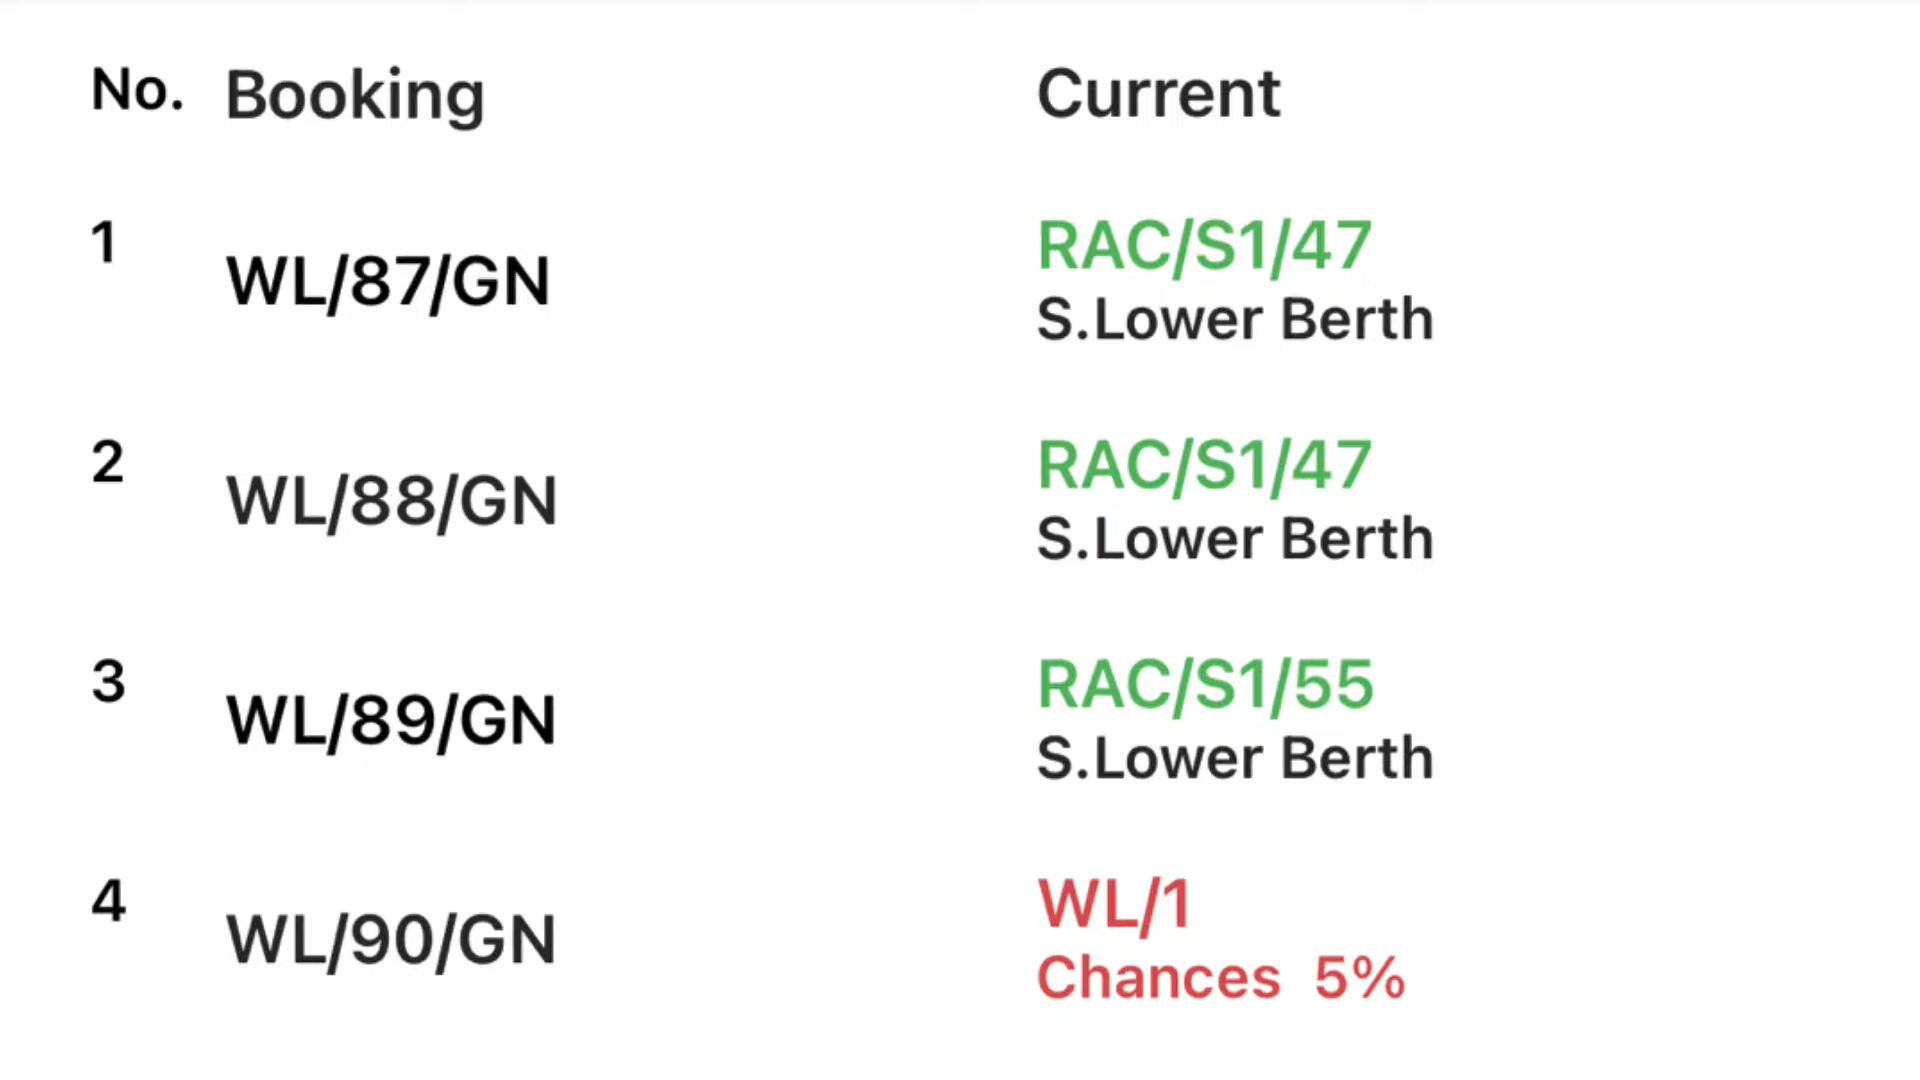 No. Booking Current
1 WL/87/GN RAC/S1/47
S.Lower Berth
2 WL/88/GN RAC/S1/47
S.Lower Berth
3 WL/89/GN RAC/S1/55
S.Lower Berth
4 WL/90/GN WL/1
Chances 5%